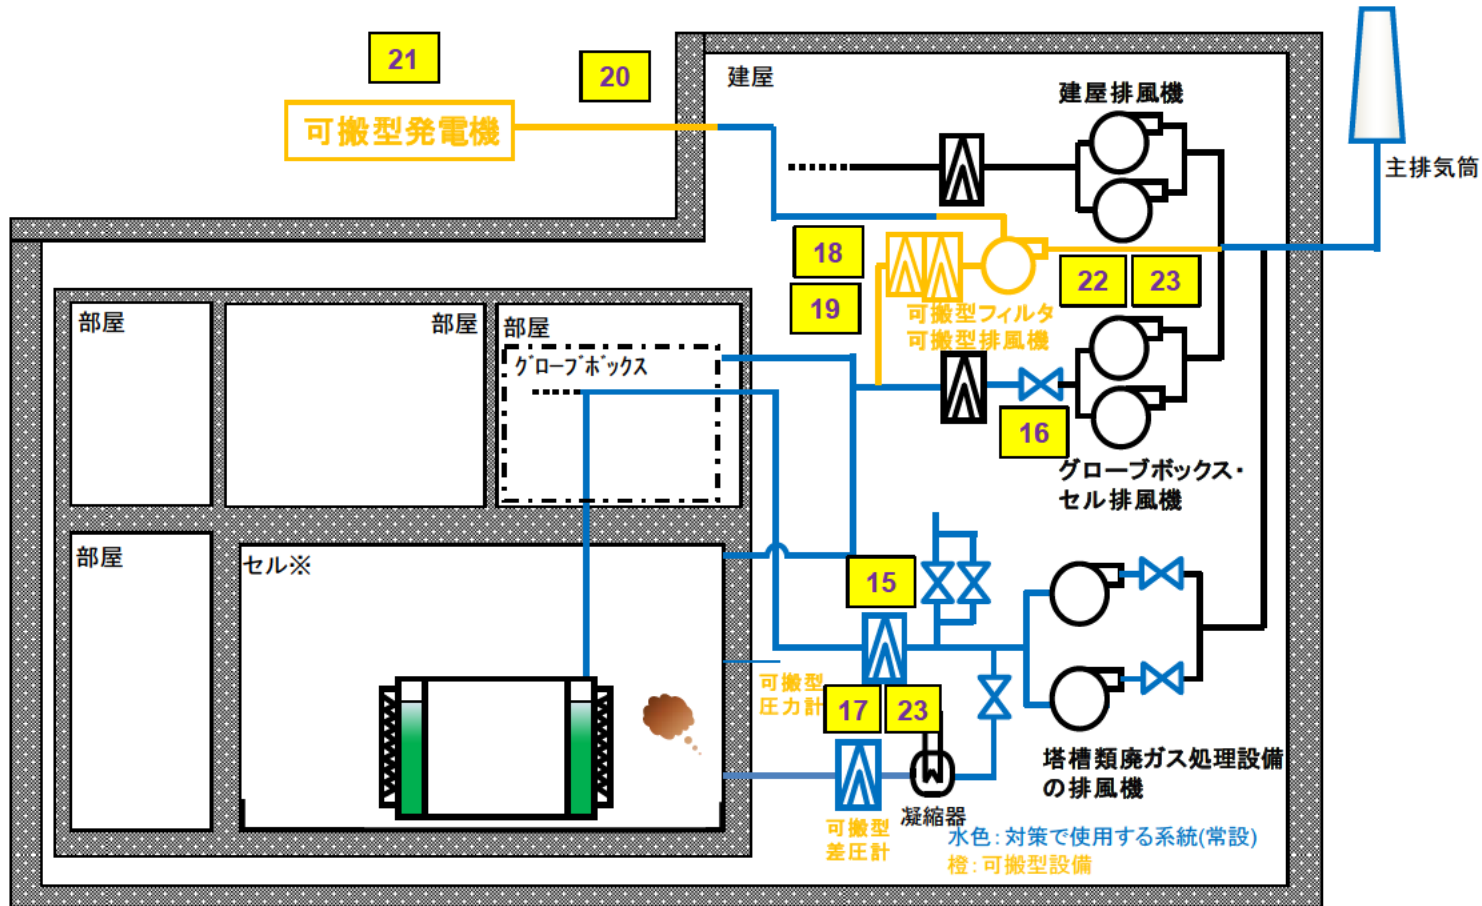 21
20
可搬型発電機
建屋
建屋排風機
主排気筒
18
19
22
23
可搬型フィルタ
可搬型排風機
16
グローブボックス・
セル排風機
部屋
部屋
部屋
グローブボックス
部屋
セル※
15
可搬型
圧力計
17
23
塔槽類廃ガス処理設備
の排風機
凝縮器
可搬型
差圧計
水色：対策で使用する系統(常設)
橙：可搬型設備